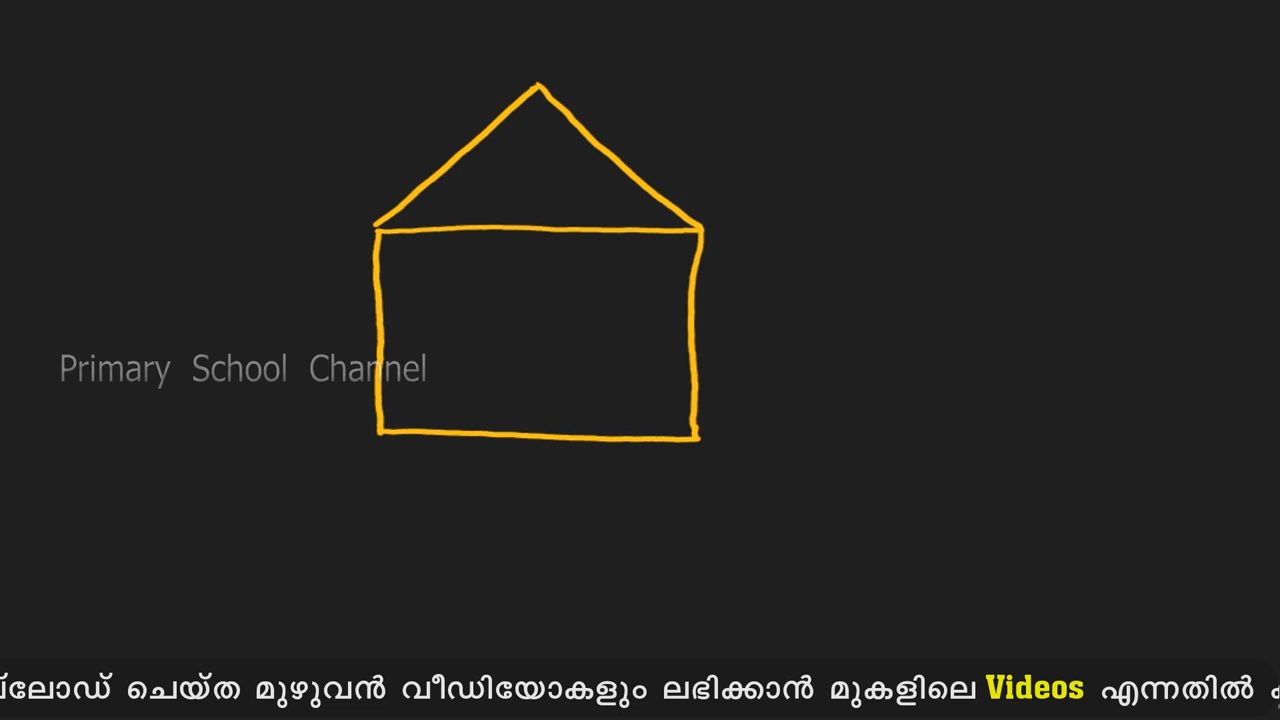 Primary School Channel
ലോഡ് ചെയ്ത മുഴുവൻ വീഡിയോകളും ലഭിക്കാൻ മുകളിലെ Videos എന്നതിൽ